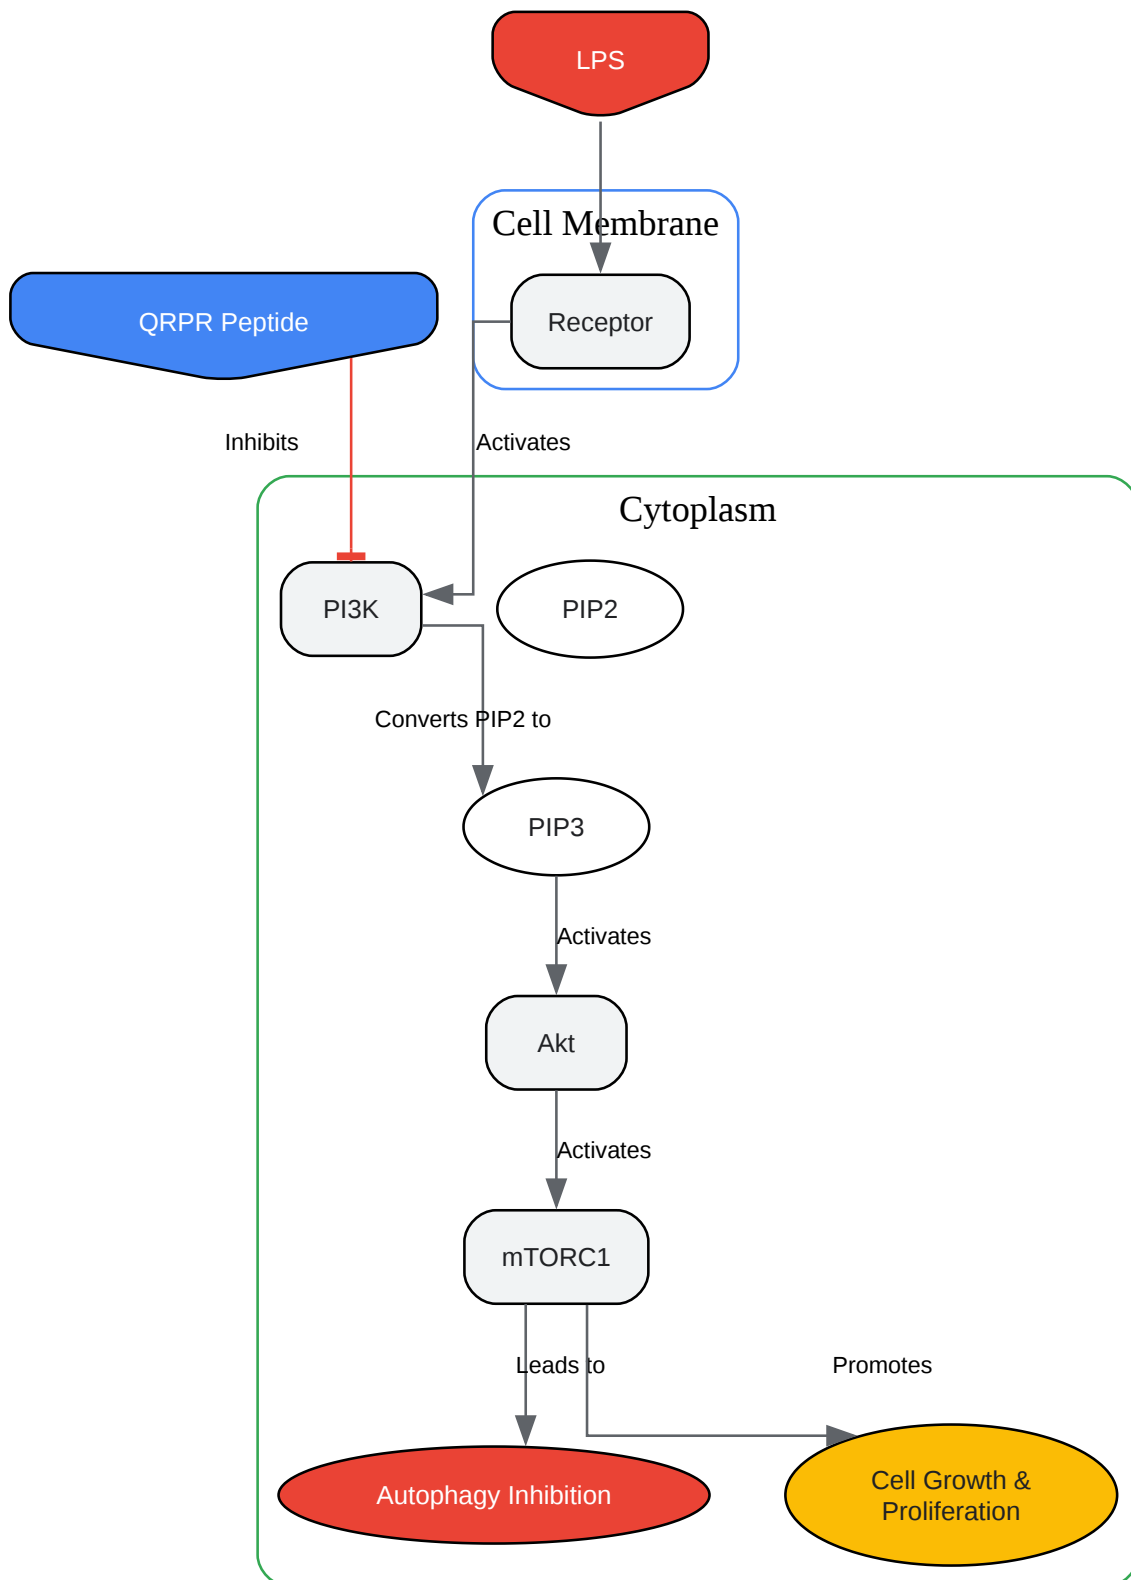 LPS
Cell Membrane
Receptor
QRPR Peptide
Inhibits
Activates
Cytoplasm
PI3K
PIP2
Converts PIP2 to
PIP3
Activates
Akt
Activates
mTORC1
Leads to
Promotes
Autophagy Inhibition
Cell Growth &
Proliferation